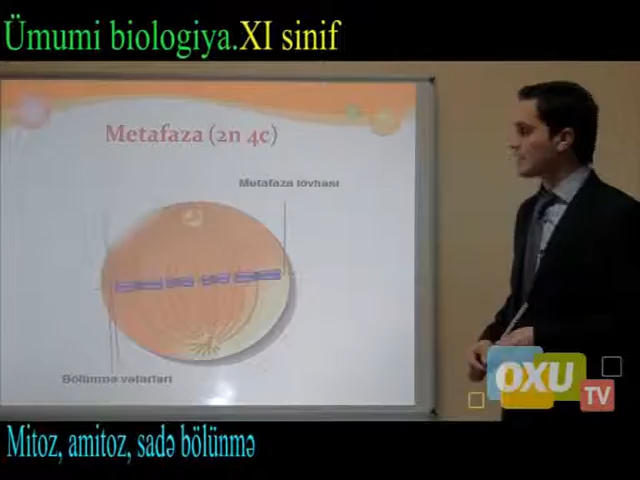 Ümumi biologiya.XI sinif
Metafaza (2n 4c)
Metafaza lövhəsi
Bölünmə vətərləri
OXU
TV
Mitoz, amitoz, sadə bölünmə